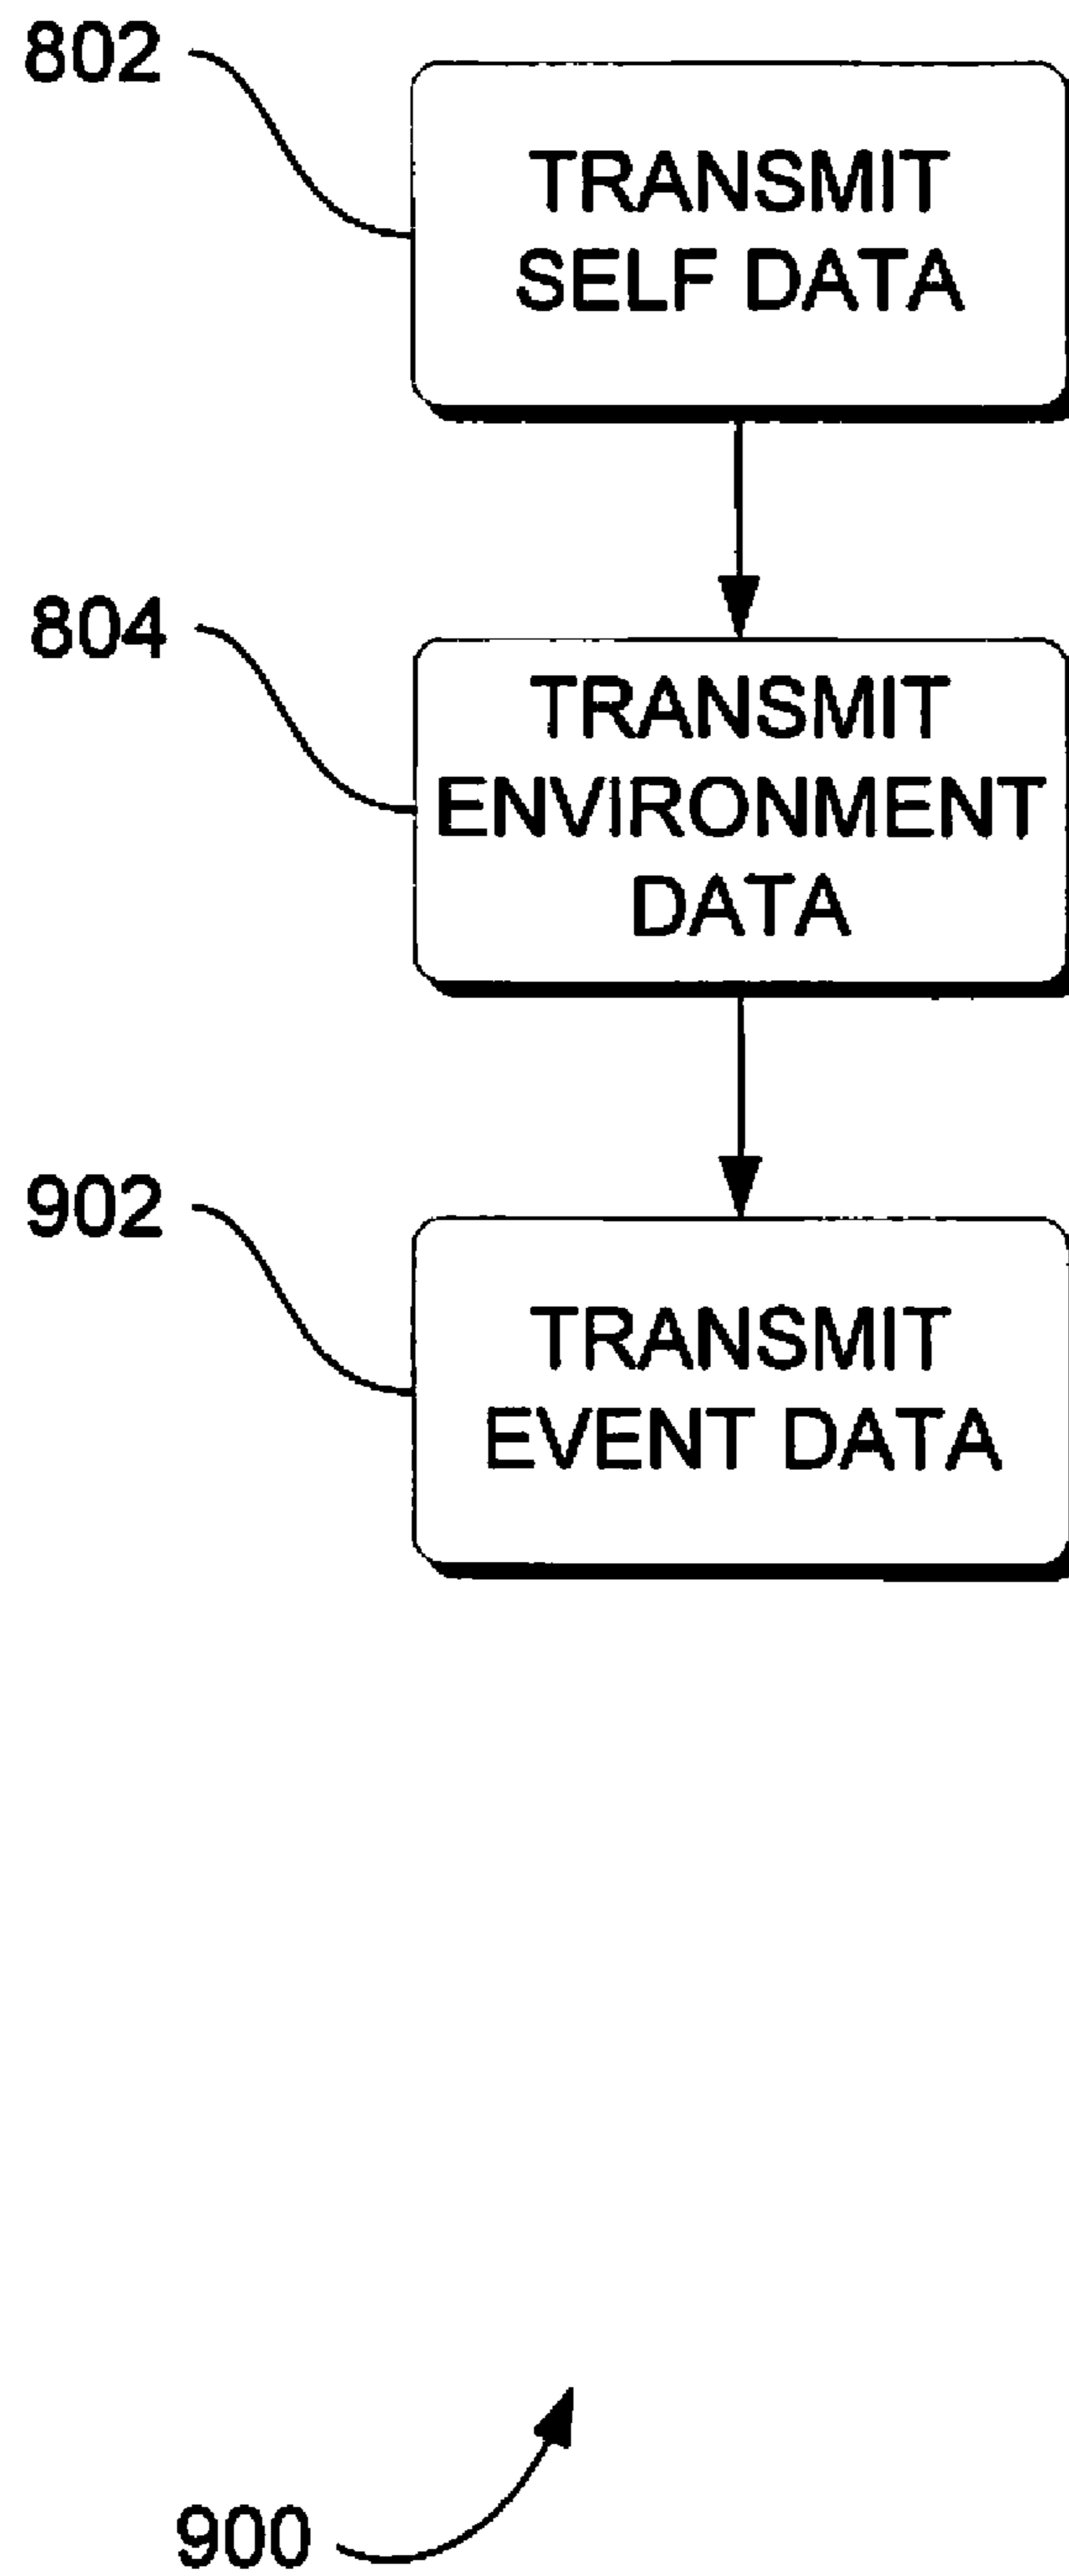 802
TRANSMIT
SELF DATA
804
TRANSMIT
ENVIRONMENT
DATA
902
TRANSMIT
EVENT DATA
900